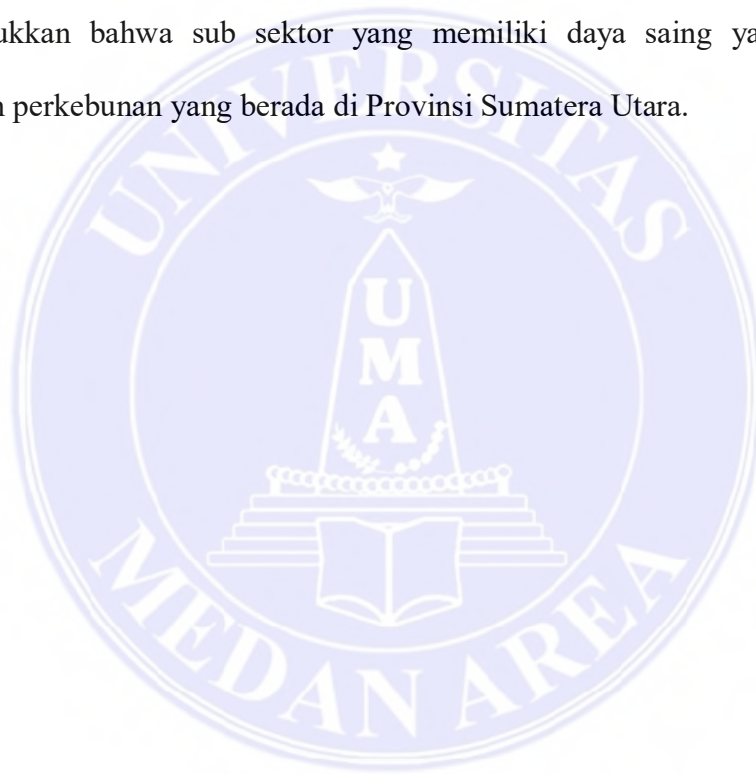 ukkan bahwa sub sektor yang memiliki daya saing ya
n perkebunan yang berada di Provinsi Sumatera Utara.
UNIVERSITAS
UMA
MEDAN AREA